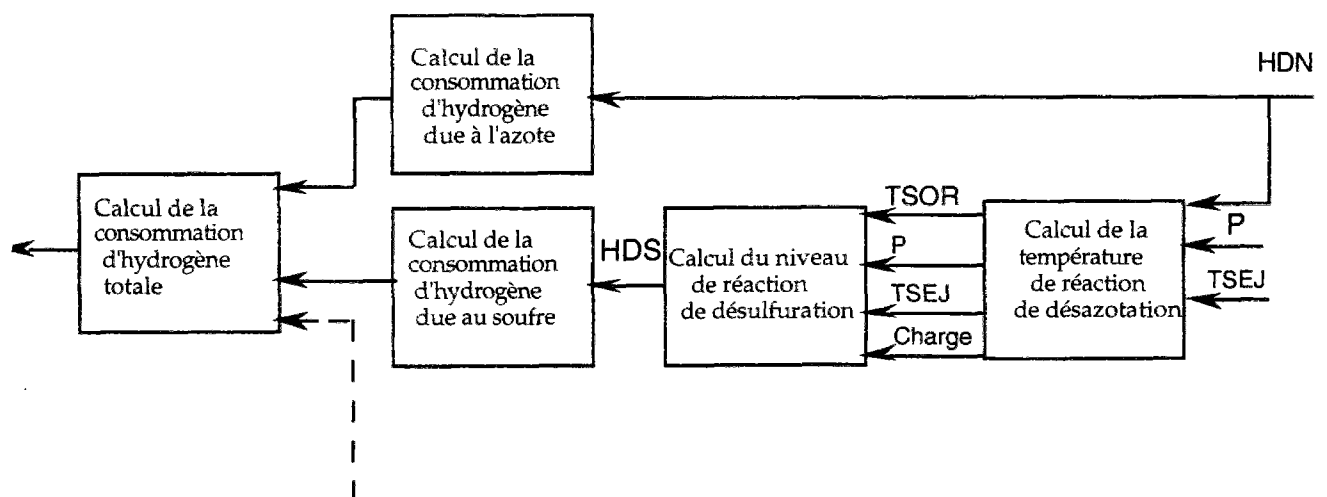 Calcul de la
consommation
d'hydrogène
due à l'azote
HDN
Calcul de la
consommation
d'hydrogène
totale
Calcul de la
consommation
d'hydrogène
due au soufre
HDS
Calcul du niveau
de réaction
de désulfuration
TSOR
P
TSEJ
Charge
Calcul de la
température
de réaction
de désazotation
P
TSEJ